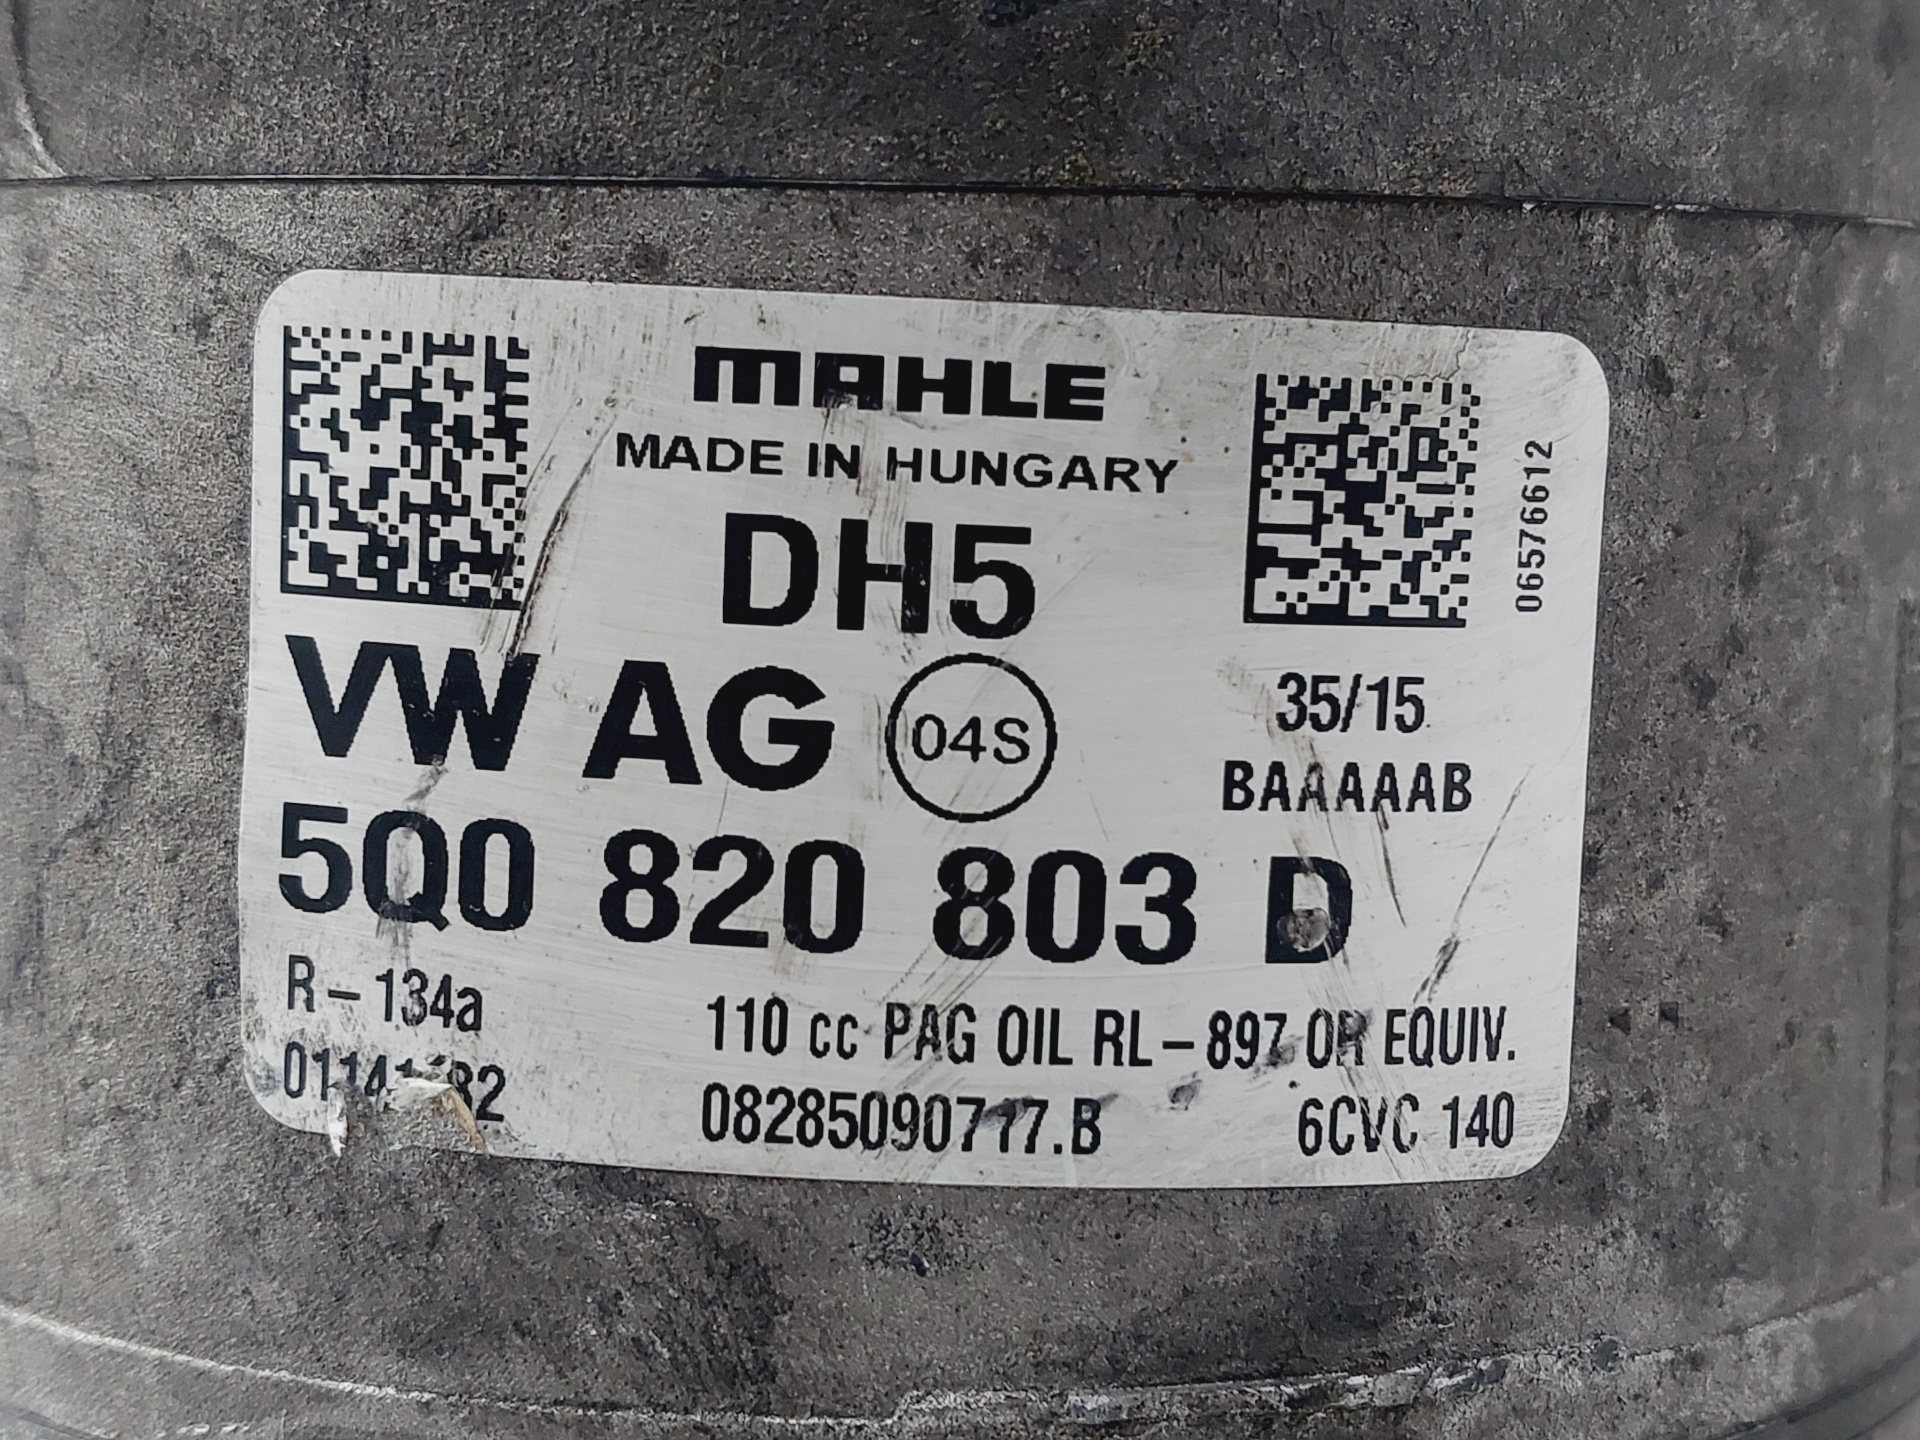 MAHLE
MADE IN HUNGARY
DH5
065766612
VW AG 04S
35/15
BAAAAAB
5Q0 820 803 D
R-134a
110 cc PAG OIL RL-897 OR EQUIV.
08285090717.B
6CVC 140